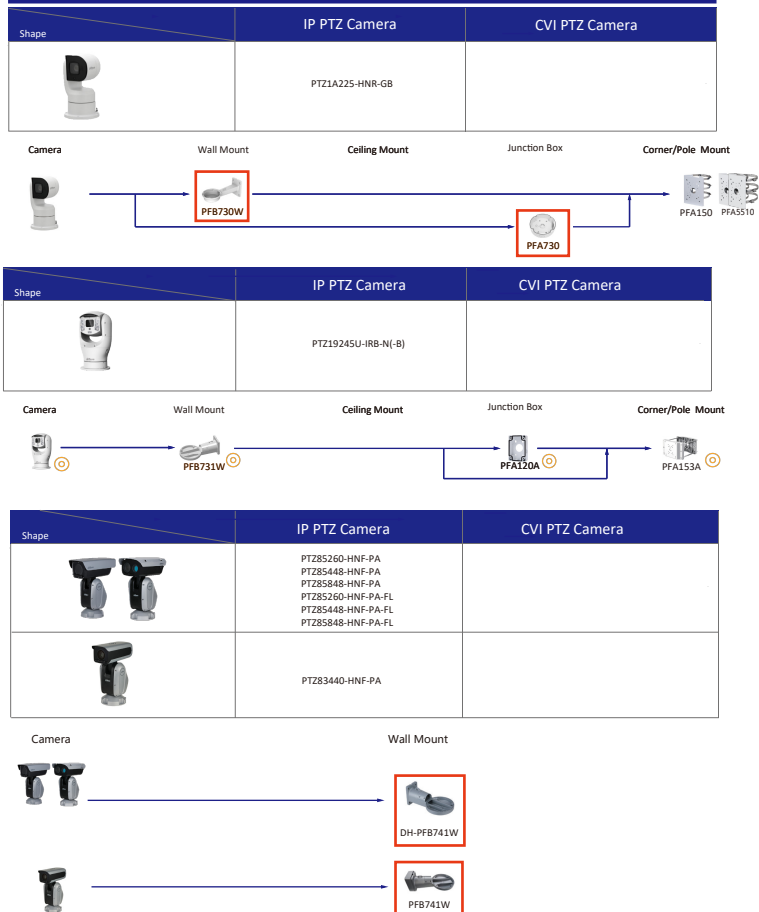 Shape
IP PTZ Camera
CVI PTZ Camera
PTZ1A225-HNR-GB
Camera
Wall Mount
Ceiling Mount
Junction Box
Corner/Pole Mount
PFB730W
PFA730
PFA150
PFA5510
Shape
IP PTZ Camera
CVI PTZ Camera
PTZ19245U-IRB-N(-B)
Camera
Wall Mount
Ceiling Mount
Junction Box
Corner/Pole Mount
PFB731W
PFA120A
PFA153A
Shape
IP PTZ Camera
CVI PTZ Camera
PTZ85260-HNF-PA
PTZ85448-HNF-PA
PTZ85848-HNF-PA
PTZ85260-HNF-PA-FL
PTZ85448-HNF-PA-FL
PTZ85848-HNF-PA-FL
PTZ83440-HNF-PA
Camera
Wall Mount
DH-PFB741W
PFB741W